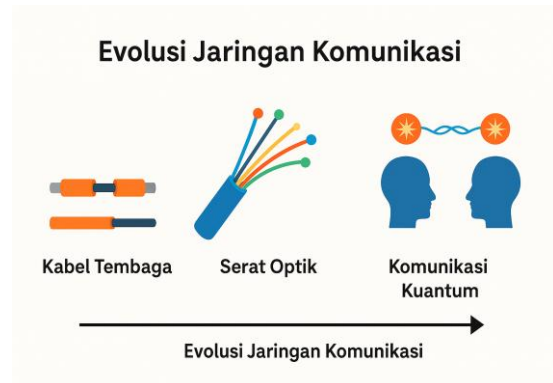 Evolusi Jaringan Komunikasi
Kabel Tembaga
Serat Optik
Komunikasi
Kuantum
Evolusi Jaringan Komunikasi